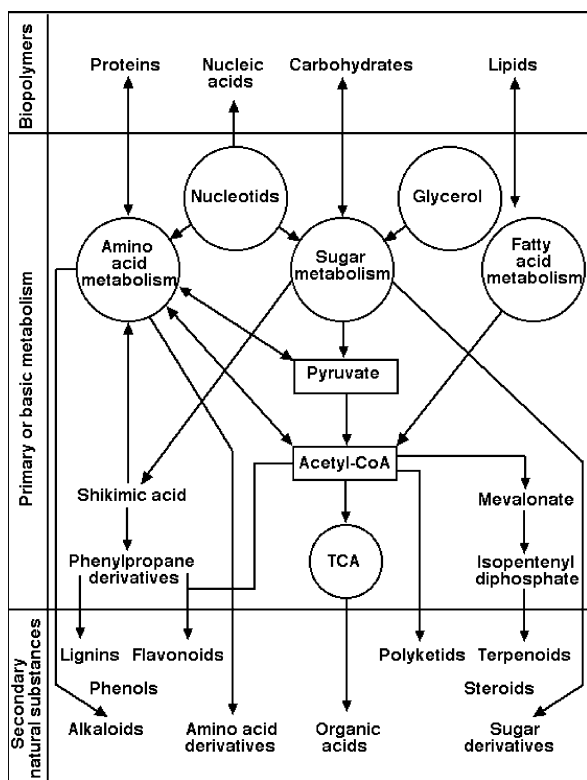 Biopolymers
Proteins
Nucleic
acids
Carbohydrates
Lipids
Primary or basic metabolism
Nucleotids
Glycerol
Amino
acid
metabolism
Sugar
metabolism
Fatty
acid
metabolism
Pyruvate
Acetyl-CoA
Shikimic acid
Mevalonate
Phenylpropane
derivatives
TCA
Isopentenyl
diphosphate
Secondary
natural substances
Lignins
Flavonoids
Polyketids
Terpenoids
Phenols
Steroids
Alkaloids
Amino acid
derivatives
Organic
acids
Sugar
derivatives